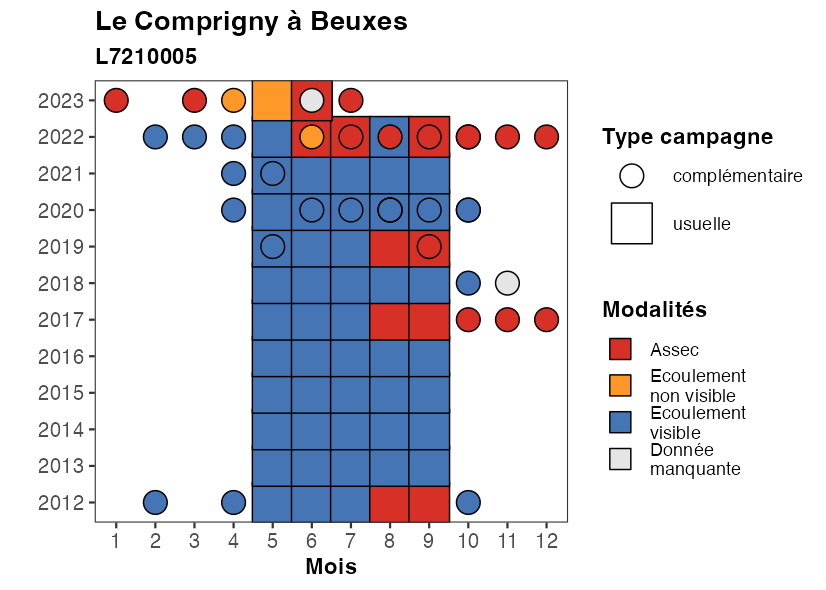 Le Comprigny à Beuxes
L7210005
2023
2022
2021
2020
2019
2018
2017
2016
2015
2014
2013
2012
1 2 3 4 5 6 7 8 9 10 11 12
Mois
Type campagne
complémentaire
usuelle
Modalités
Assec
Ecoulement
non visible
Ecoulement
visible
Donnée
manquante